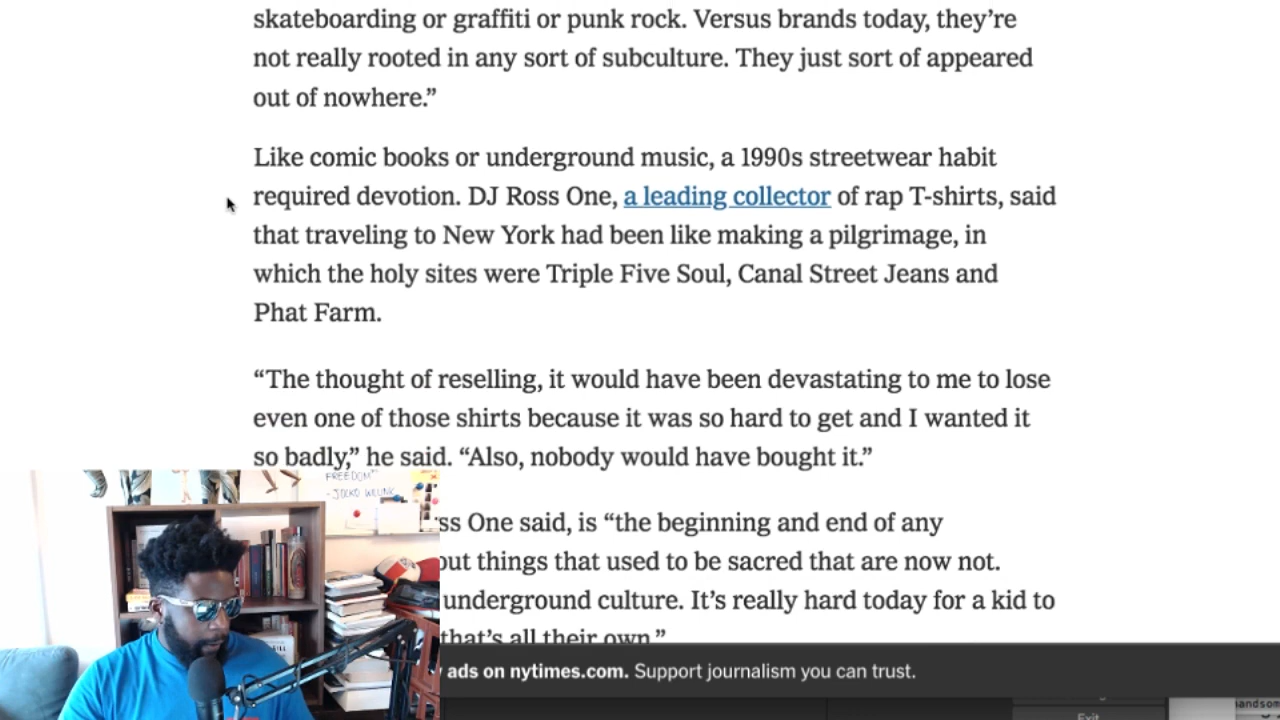 skateboarding or graffiti or punk rock. Versus brands today, they’re
not really rooted in any sort of subculture. They just sort of appeared
out of nowhere.”
Like comic books or underground music, a 1990s streetwear habit
required devotion. DJ Ross One, a leading collector of rap T-shirts, said
that traveling to New York had been like making a pilgrimage, in
which the holy sites were Triple Five Soul, Canal Street Jeans and
Phat Farm.
“The thought of reselling, it would have been devastating to me to lose
even one of those shirts because it was so hard to get and I wanted it
so badly,” he said. “Also, nobody would have bought it.”
FREEDOM"
-JOCKO WILLINK
ss One said, is “the beginning and end of any
out things that used to be sacred that are now not.
underground culture. It’s really hard today for a kid to
that’s all their own.”
ads on nytimes.com. Support journalism you can trust.
Exit